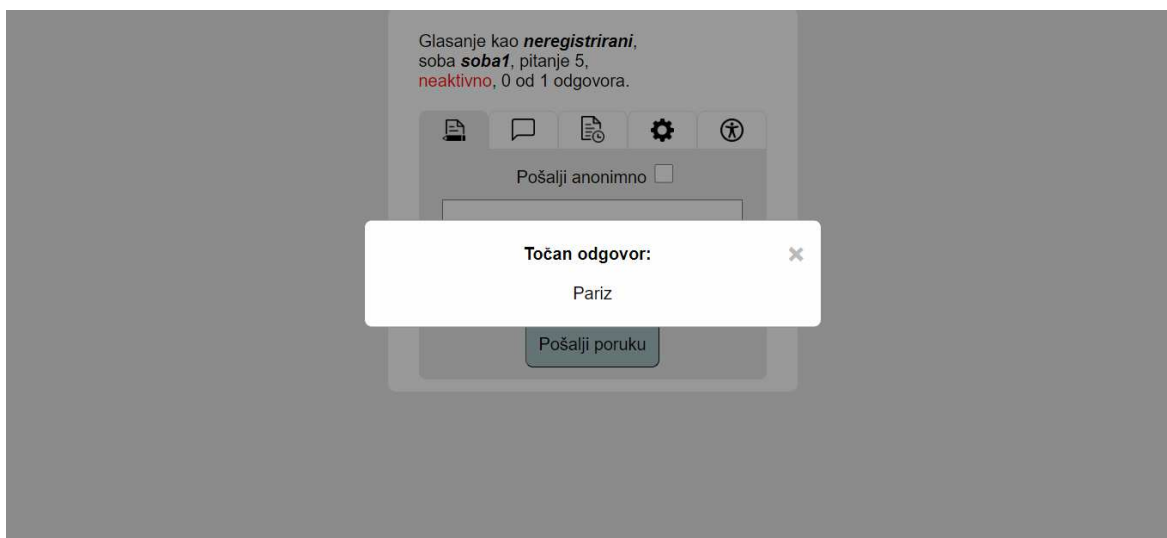 Glasanje kao neregistrirani,
soba soba1, pitanje 5,
neaktivno, 0 od 1 odgovora.
Pošalji anonimno
Točan odgovor:
Pariz
Pošalji poruku